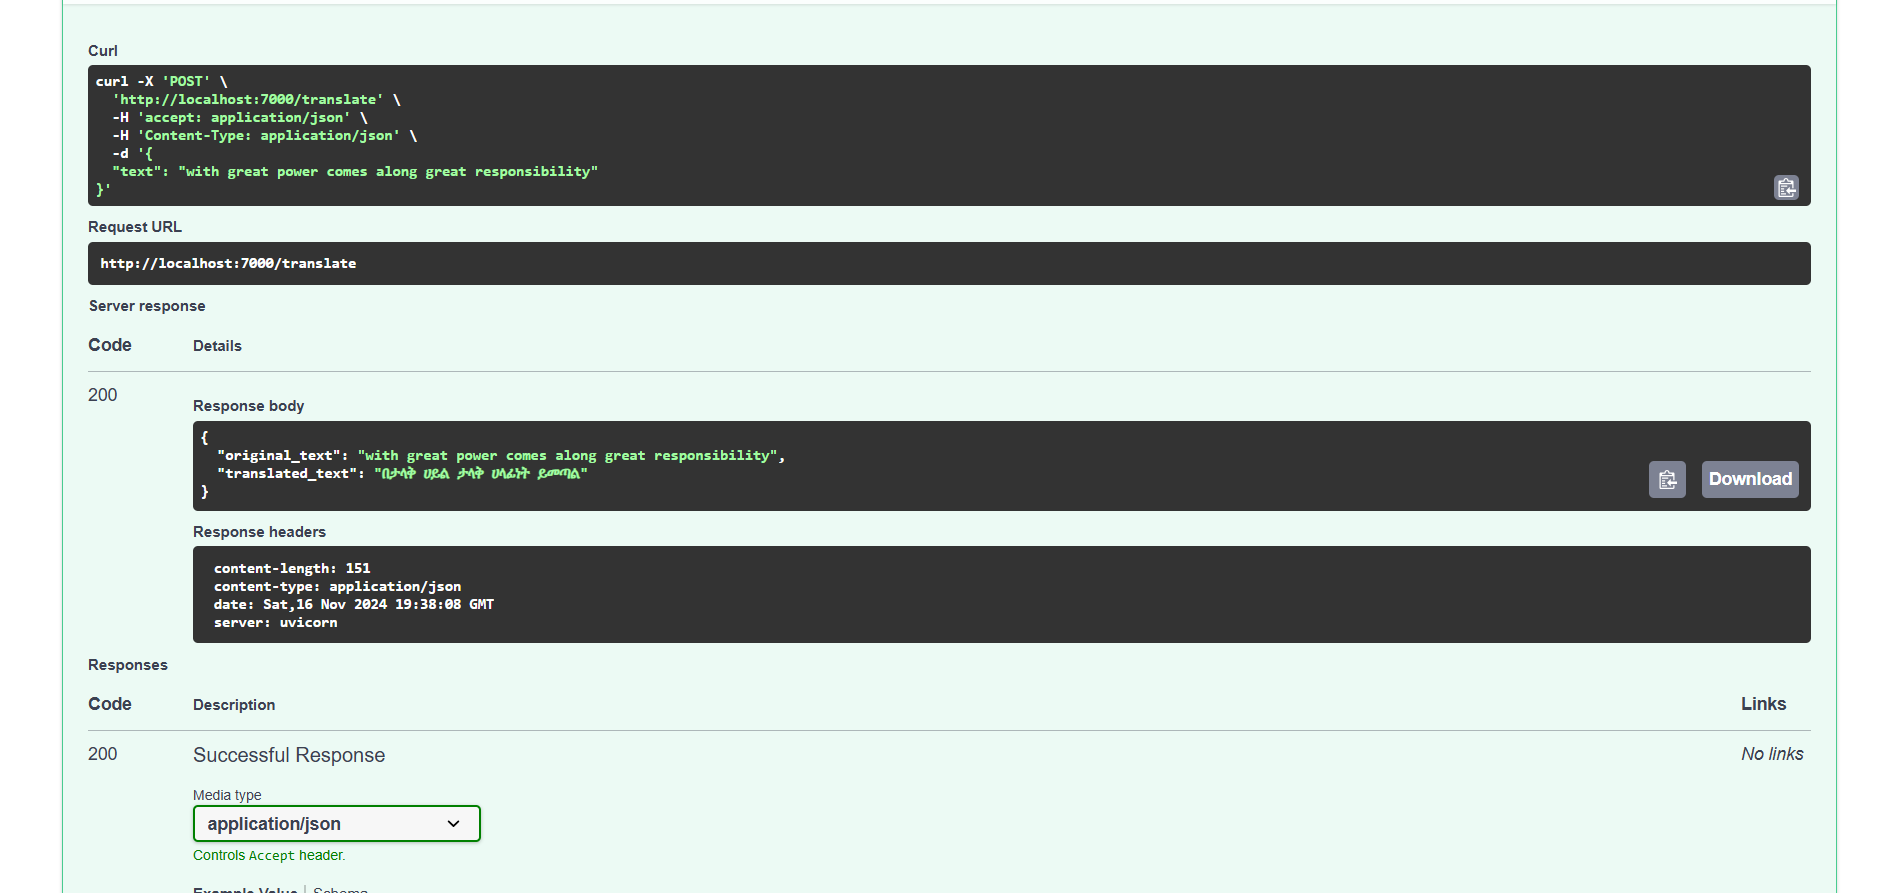 Curl
curl -X 'POST' \
'http://localhost:7000/translate' \
-H 'accept: application/json' \
-H 'Content-Type: application/json' \
-d '{
"text": "with great power comes along great responsibility"
}'
Request URL
http://localhost:7000/translate
Server response
Code Details
200
Response body
{
"original_text": "with great power comes along great responsibility",
"translated_text": "በታላቅ ሀይል ታላቅ ሀላፊነት ይመጣል"
}
Download
Response headers
content-length: 151
content-type: application/json
date: Sat,16 Nov 2024 19:38:08 GMT
server: uvicorn
Responses
Code Description Links
200 Successful Response No links
Media type
application/json
Controls Accept header.
Example Value Schema